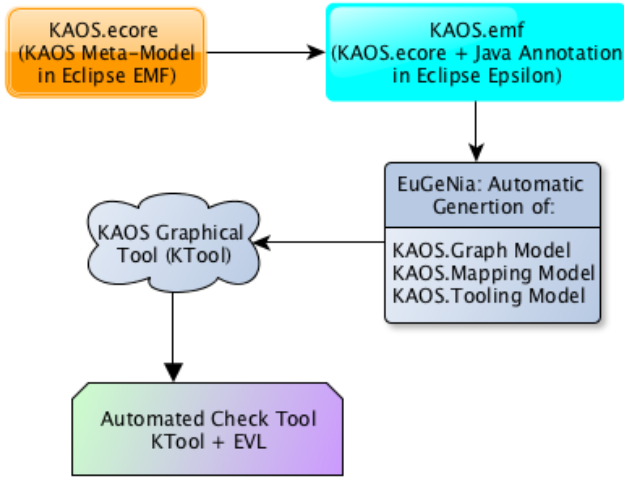 KAOS.ecore
(KAOS Meta-Model
in Eclipse EMF)
KAOS.emf
(KAOS.ecore + Java Annotation
in Eclipse Epsilon)
EuGeNia: Automatic
Genertion of:
KAOS.Graph Model
KAOS.Mapping Model
KAOS.Tooling Model
KAOS Graphical
Tool (KTool)
Automated Check Tool
KTool + EVL